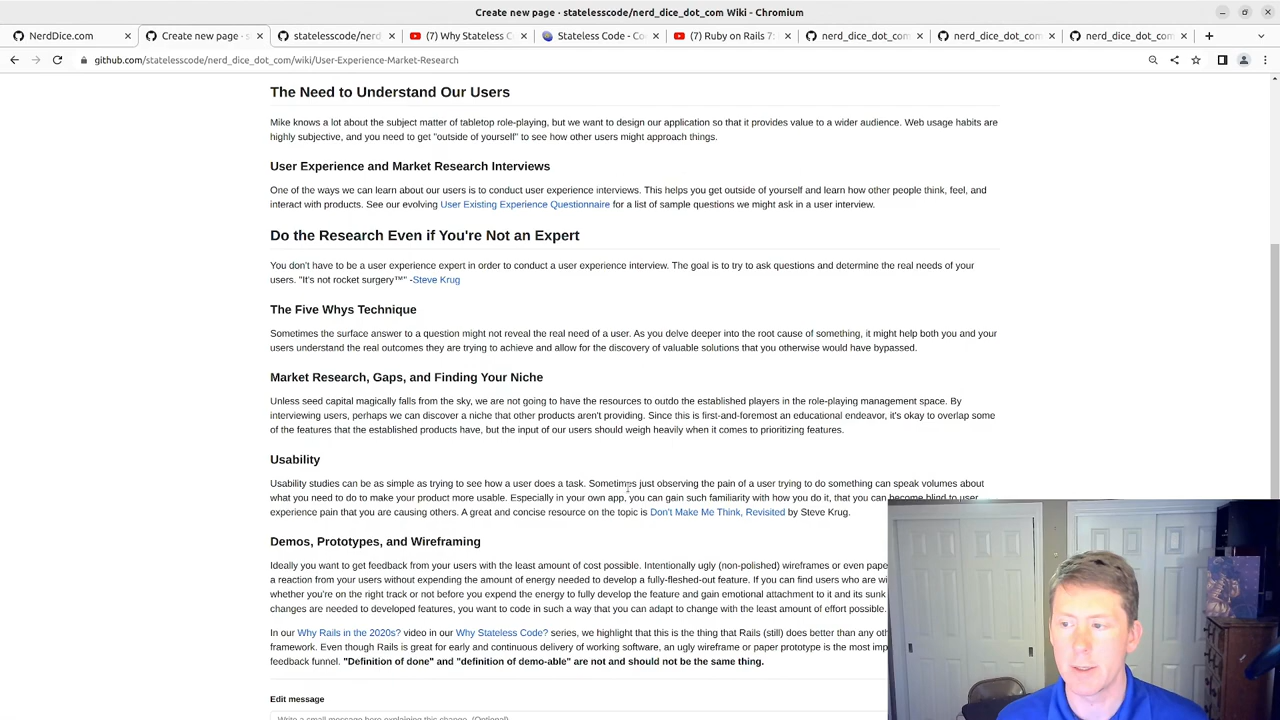 Create new page · statelesscode/nerd_dice_dot_com Wiki - Chromium
NerdDice.com
Create new page · s
statelesscode/nerd
(7) Why Stateless C
Stateless Code - Co
(7) Ruby on Rails 7:
nerd_dice_dot_com
nerd_dice_dot_com
nerd_dice_dot_com
github.com/statelesscode/nerd_dice_dot_com/wiki/User-Experience-Market-Research
The Need to Understand Our Users
Mike knows a lot about the subject matter of tabletop role-playing, but we want to design our application so that it provides value to a wider audience. Web usage habits are
highly subjective, and you need to get "outside of yourself" to see how other users might approach things.
User Experience and Market Research Interviews
One of the ways we can learn about our users is to conduct user experience interviews. This helps you get outside of yourself and learn how other people think, feel, and
interact with products. See our evolving User Existing Experience Questionnaire for a list of sample questions we might ask in a user interview.
Do the Research Even if You're Not an Expert
You don't have to be a user experience expert in order to conduct a user experience interview. The goal is to try to ask questions and determine the real needs of your
users. "It's not rocket surgery™" -Steve Krug
The Five Whys Technique
Sometimes the surface answer to a question might not reveal the real need of a user. As you delve deeper into the root cause of something, it might help both you and your
users understand the real outcomes they are trying to achieve and allow for the discovery of valuable solutions that you otherwise would have bypassed.
Market Research, Gaps, and Finding Your Niche
Unless seed capital magically falls from the sky, we are not going to have the resources to outdo the established players in the role-playing management space. By
interviewing users, perhaps we can discover a niche that other products aren't providing. Since this is first-and-foremost an educational endeavor, it's okay to overlap some
of the features that the established products have, but the input of our users should weigh heavily when it comes to prioritizing features.
Usability
Usability studies can be as simple as trying to see how a user does a task. Sometimes just observing the pain of a user trying to do something can speak volumes about
what you need to do to make your product more usable. Especially in your own app, you can gain such familiarity with how you do it, that you can become blind to user
experience pain that you are causing others. A great and concise resource on the topic is Don't Make Me Think, Revisited by Steve Krug.
Demos, Prototypes, and Wireframing
Ideally you want to get feedback from your users with the least amount of cost possible. Intentionally ugly (non-polished) wireframes or even pape
a reaction from your users without expending the amount of energy needed to develop a fully-fleshed-out feature. If you can find users who are wi
whether you're on the right track or not before you expend the energy to fully develop the feature and gain emotional attachment to it and its sunk
changes are needed to developed features, you want to code in such a way that you can adapt to change with the least amount of effort possible.
In our Why Rails in the 2020s? video in our Why Stateless Code? series, we highlight that this is the thing that Rails (still) does better than any oth
framework. Even though Rails is great for early and continuous delivery of working software, an ugly wireframe or paper prototype is the most imp
feedback funnel. "Definition of done" and "definition of demo-able" are not and should not be the same thing.
Edit message
Write a small message here explaining this change. (Optional)